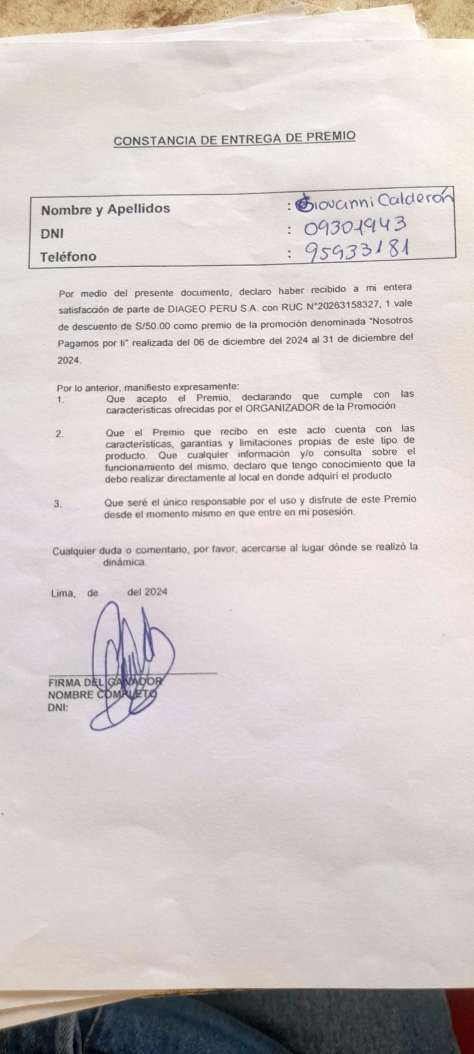 CONSTANCIA DE ENTREGA DE PREMIO
Nombre y Apellidos : Giovanni Calderón
DNI : 09301943
Teléfono : 95933181
Por medio del presente documento, declaro haber recibido a mi entera
satisfacción de parte de DIAGEO PERU S.A. con RUC N°20263158327, 1 vale
de descuento de S/50.00 como premio de la promoción denominada "Nosotros
Pagamos por ti" realizada del 06 de diciembre del 2024 al 31 de diciembre del
2024.
Por lo anterior, manifiesto expresamente:
1. Que acepto el Premio, declarando que cumple con las
características ofrecidas por el ORGANIZADOR de la Promoción
2. Que el Premio que recibo en este acto cuenta con las
características, garantías y limitaciones propias de este tipo de
producto. Que cualquier información y/o consulta sobre el
funcionamiento del mismo, declaro que tengo conocimiento que la
debo realizar directamente al local en donde adquirí el producto
3. Que seré el único responsable por el uso y disfrute de este Premio
desde el momento mismo en que entre en mi posesión.
Cualquier duda o comentario, por favor, acercarse al lugar dónde se realizó la
dinámica.
Lima, de del 2024
FIRMA DEL GANADOR
NOMBRE COMPLETO
DNI: